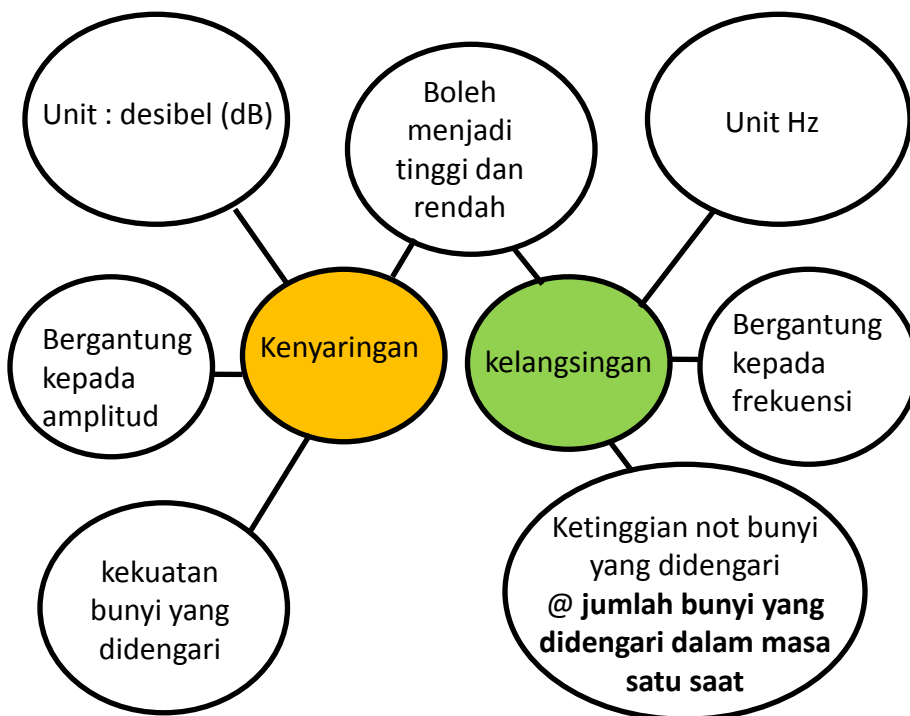 Unit : desibel (dB)
Boleh
menjadi
tinggi dan
rendah
Unit Hz
Bergantung
kepada
amplitud
Kenyaringan
kelangsingan
Bergantung
kepada
frekuensi
kekuatan
bunyi yang
didengari
Ketinggian not bunyi
yang didengari
@ jumlah bunyi yang
didengari dalam masa
satu saat